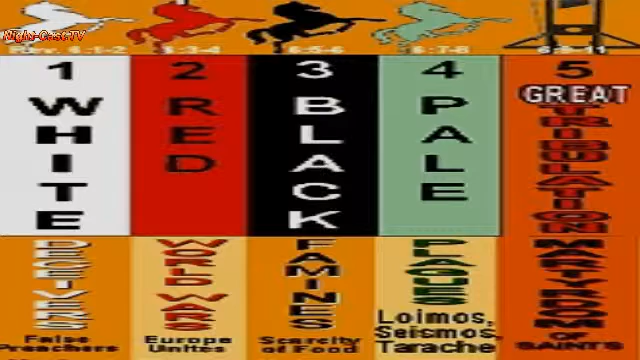 Night-Cast.TV
Rev. 6:1-2
6:3-4
6:5-6
6:7-8
6:9-11
1
WHITE
2
RED
3
BLACK
4
PALE
5
GREAT
TRIBULATION
DECEIVERS
False
Preachers
WORLD WARS
Europe
Unites
FAMINES
Scarcity
of Food
PLAGUES
Loimos,
Seismos,
Tarache
MARTYRDOM
OF
SAINTS